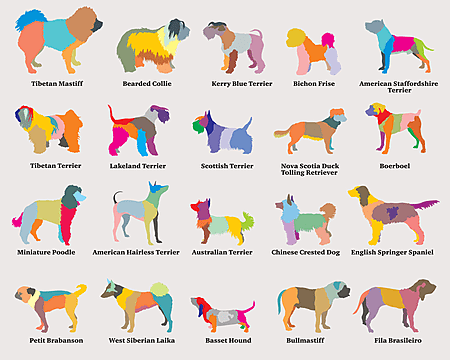 Tibetan Mastiff
Bearded Collie
Kerry Blue Terrier
Bichon Frise
American Staffordshire
Terrier
Tibetan Terrier
Lakeland Terrier
Scottish Terrier
Nova Scotia Duck
Tolling Retriever
Boerboel
Miniature Poodle
American Hairless Terrier
Australian Terrier
Chinese Crested Dog
English Springer Spaniel
Petit Brabanson
West Siberian Laika
Basset Hound
Bullmastiff
Fila Brasileiro